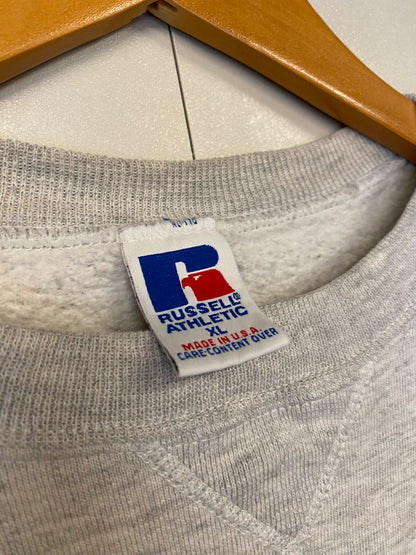 RUSSELL®
ATHLETIC
XL
MADE IN U.S.A.
CARE-CONTENT OVER